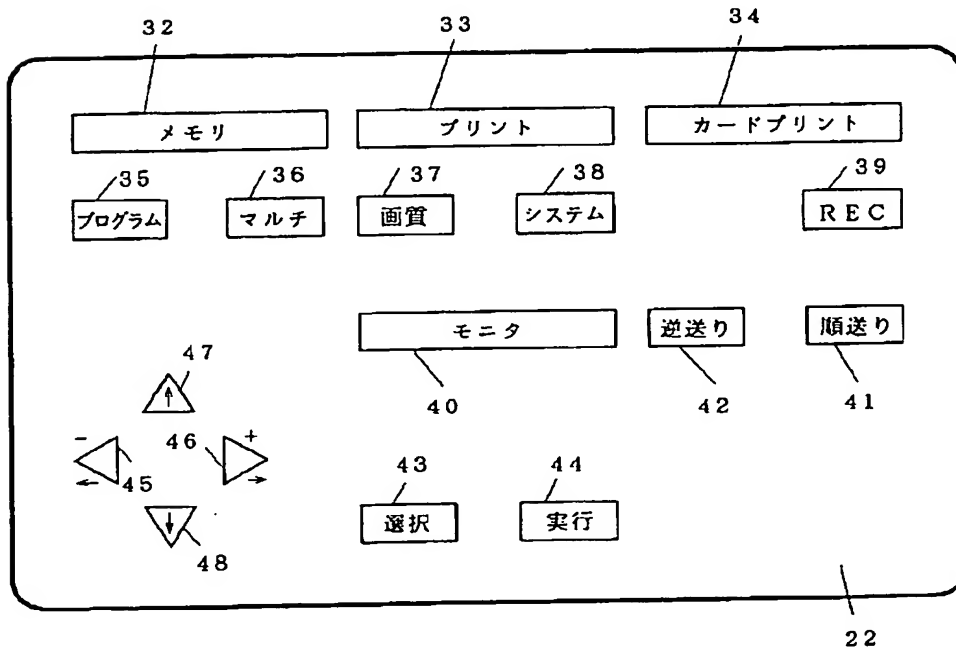 32 33 34
メモリ プリント カードプリント
35 36 37 38 39
プログラム マルチ 画質 システム REC
モニタ 逆送り 順送り
47
40 42 41
- 46 +
← 45 →
43 44
↑
選択 実行
↓
48
22